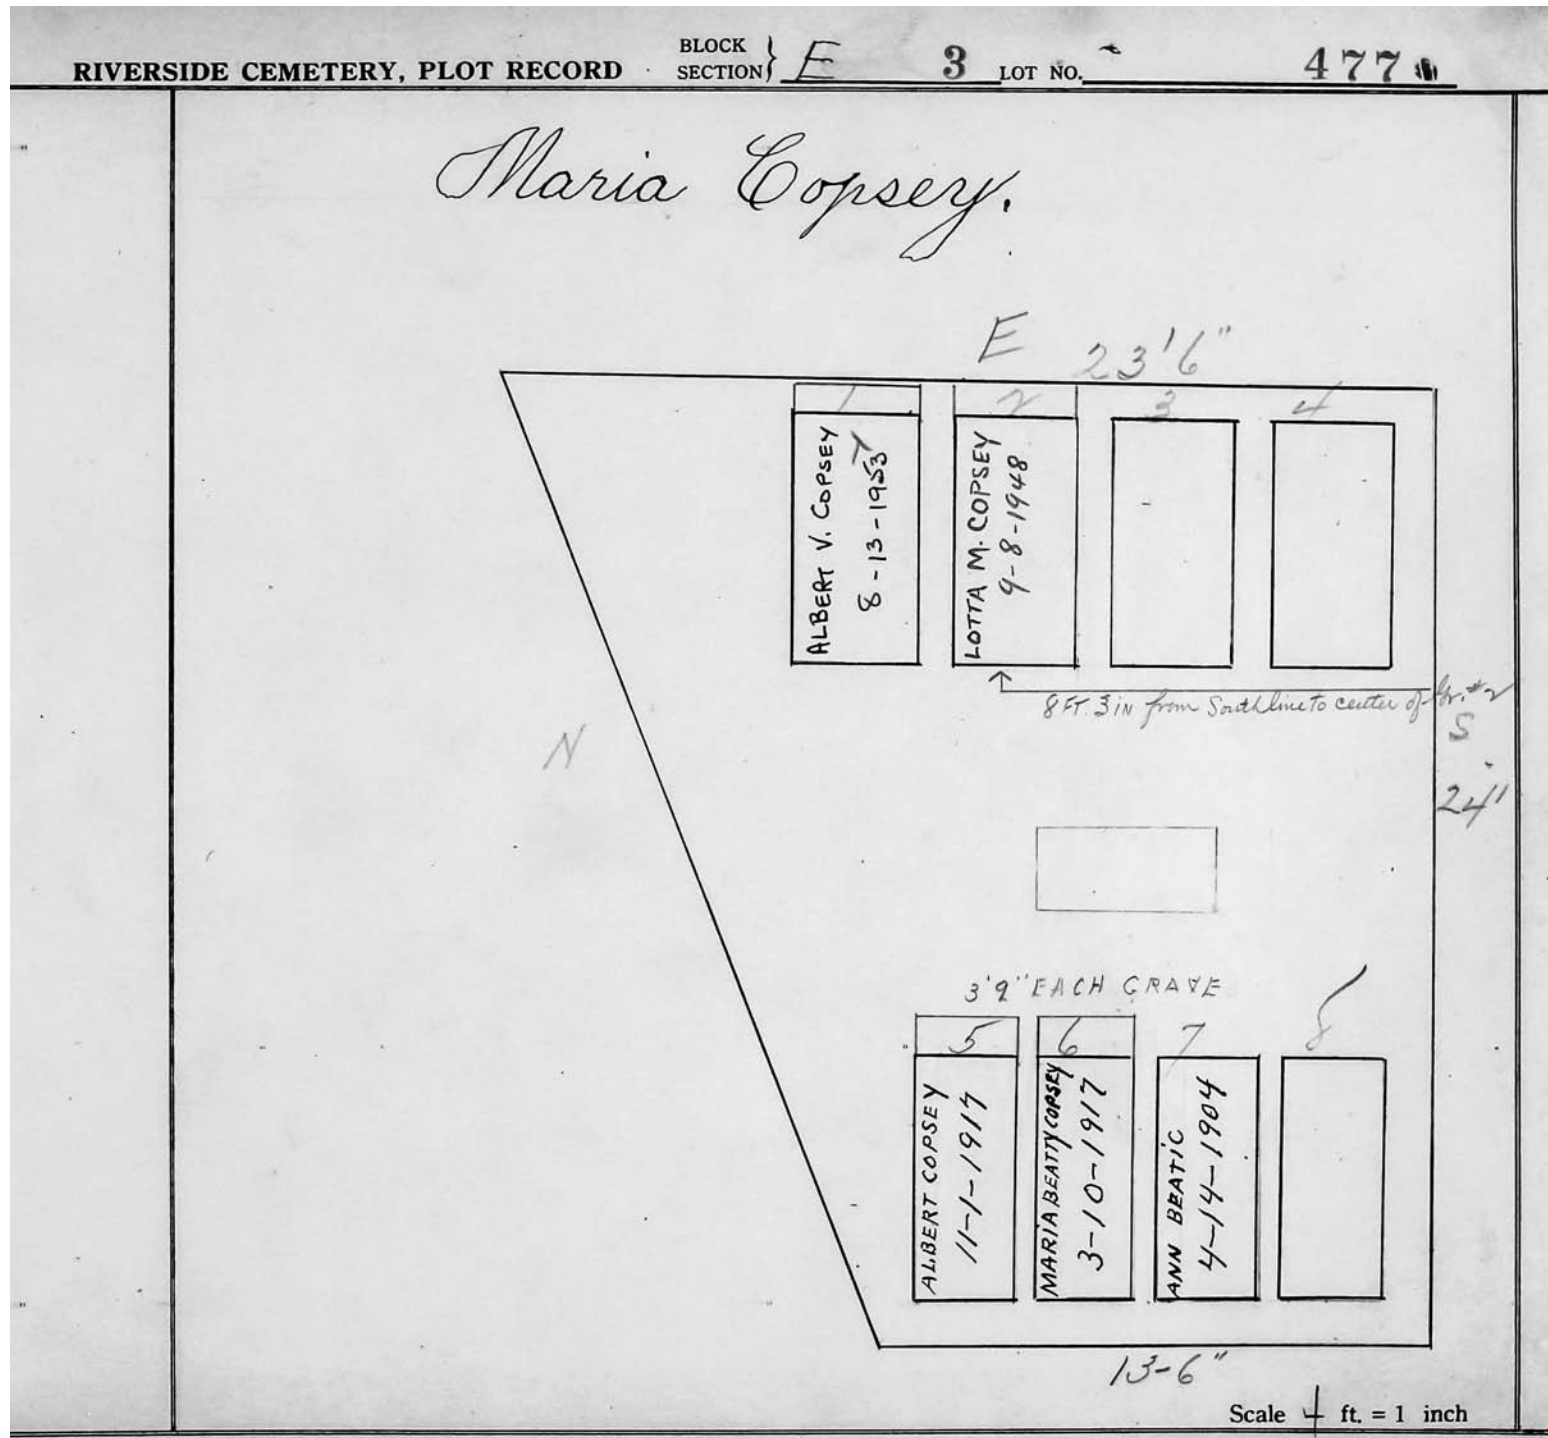 RIVERSIDE CEMETERY, PLOT RECORD BLOCK SECTION} E 3 LOT NO. 477
Maria Copsey.
E 23'6"
1 2 3 4
ALBERT V. COPSEY
8-13-1953
LOTTA M. COPSEY
9-8-1948
8 FT. 3 IN from South line to center of Gr. #2
S
N
24'
3'9" EACH GRAVE
5 6 7 8
ALBERT COPSEY
11-1-1917
MARIA BEATTY COPSEY
3-10-1917
ANN BEATIC
4-14-1904
13-6"
Scale 4 ft. = 1 inch